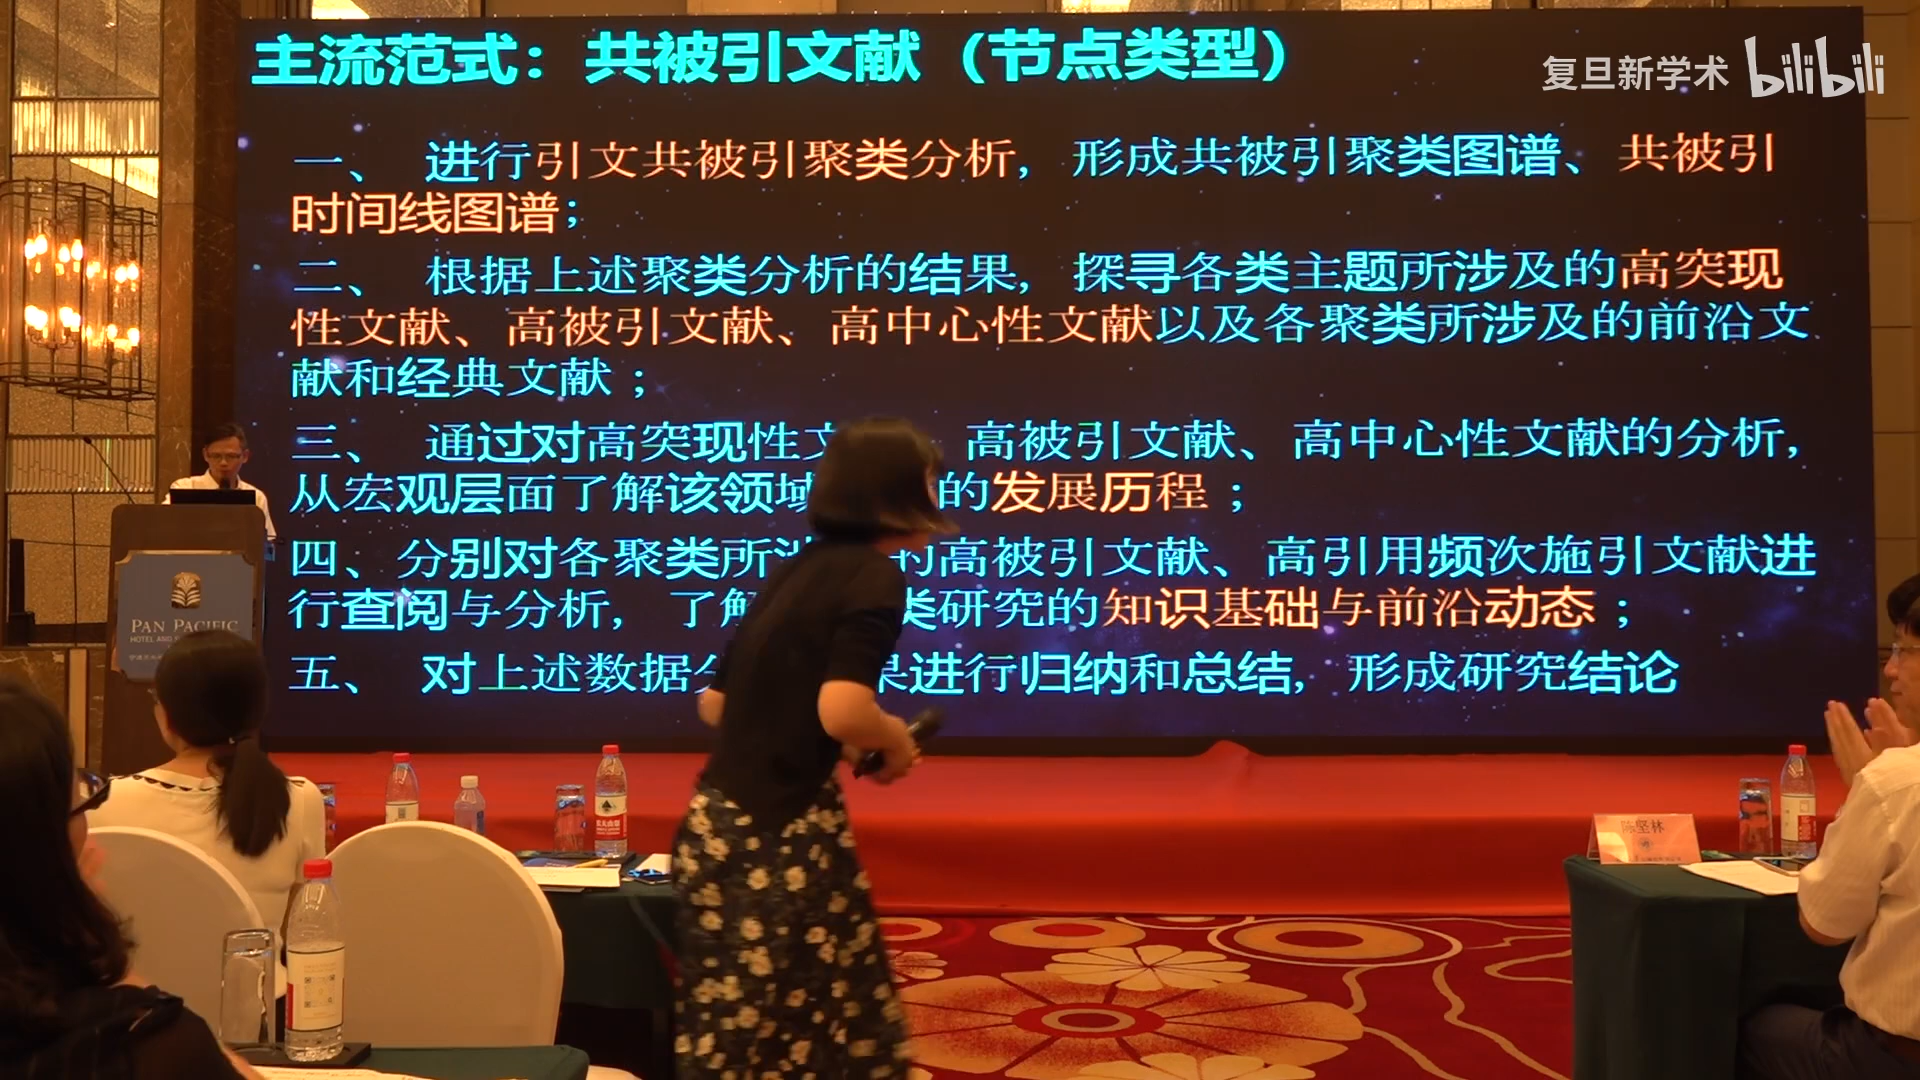 主流范式：共被引文献（节点类型）
复旦新学术 bilibili
一、 进行引文共被引聚类分析，形成共被引聚类图谱、共被引
时间线图谱；
二、 根据上述聚类分析的结果，探寻各类主题所涉及的高突现
性文献、高被引文献、高中心性文献以及各聚类所涉及的前沿文
献和经典文献；
三、 通过对高突现性文 高被引文献、高中心性文献的分析，
从宏观层面了解该领域 的发展历程；
四、分别对各聚类所涉 的高被引文献、高引用频次施引文献进
行查阅与分析，了解 类研究的知识基础与前沿动态；
五、 对上述数据分 果进行归纳和总结，形成研究结论
PAN PACIFIC
陈坚林